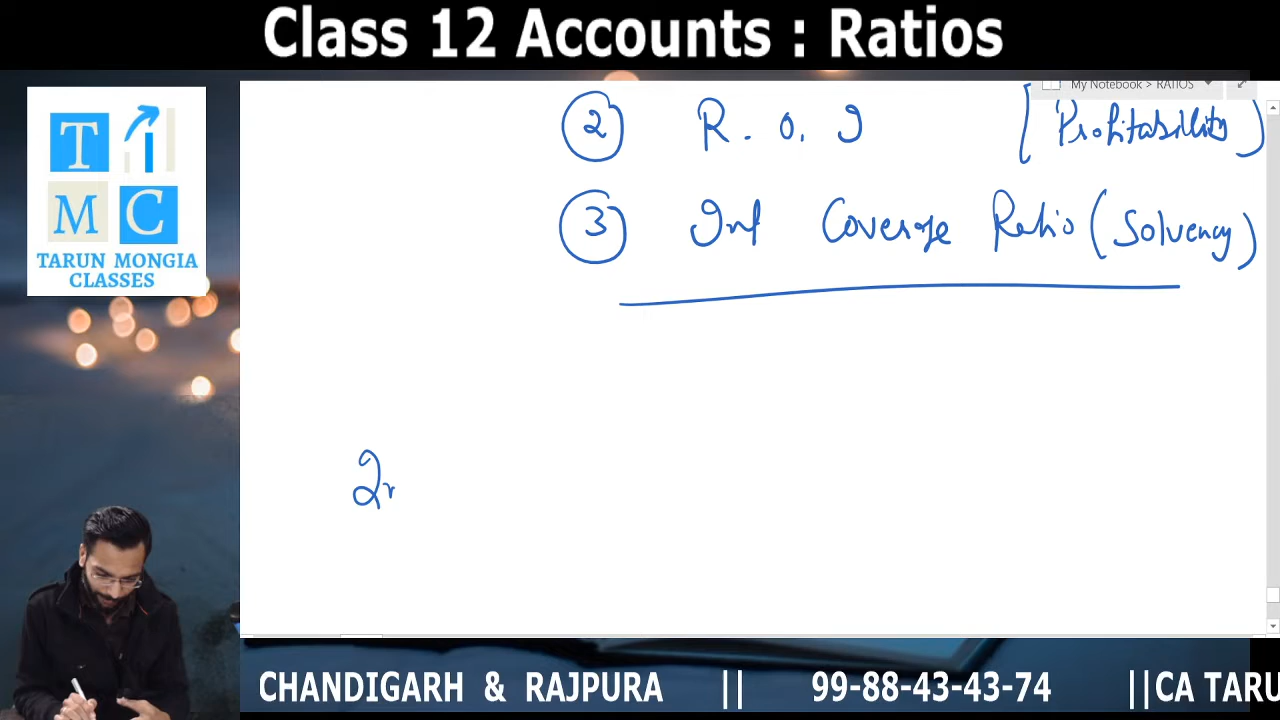 Class 12 Accounts : Ratios
My Notebook > RATIOS
T
M C
TARUN MONGIA
CLASSES
2 R. O. I (Profitability)
3 Int Coverage Ratio (Solvency)
CHANDIGARH & RAJPURA || 99-88-43-43-74 ||CA TARU